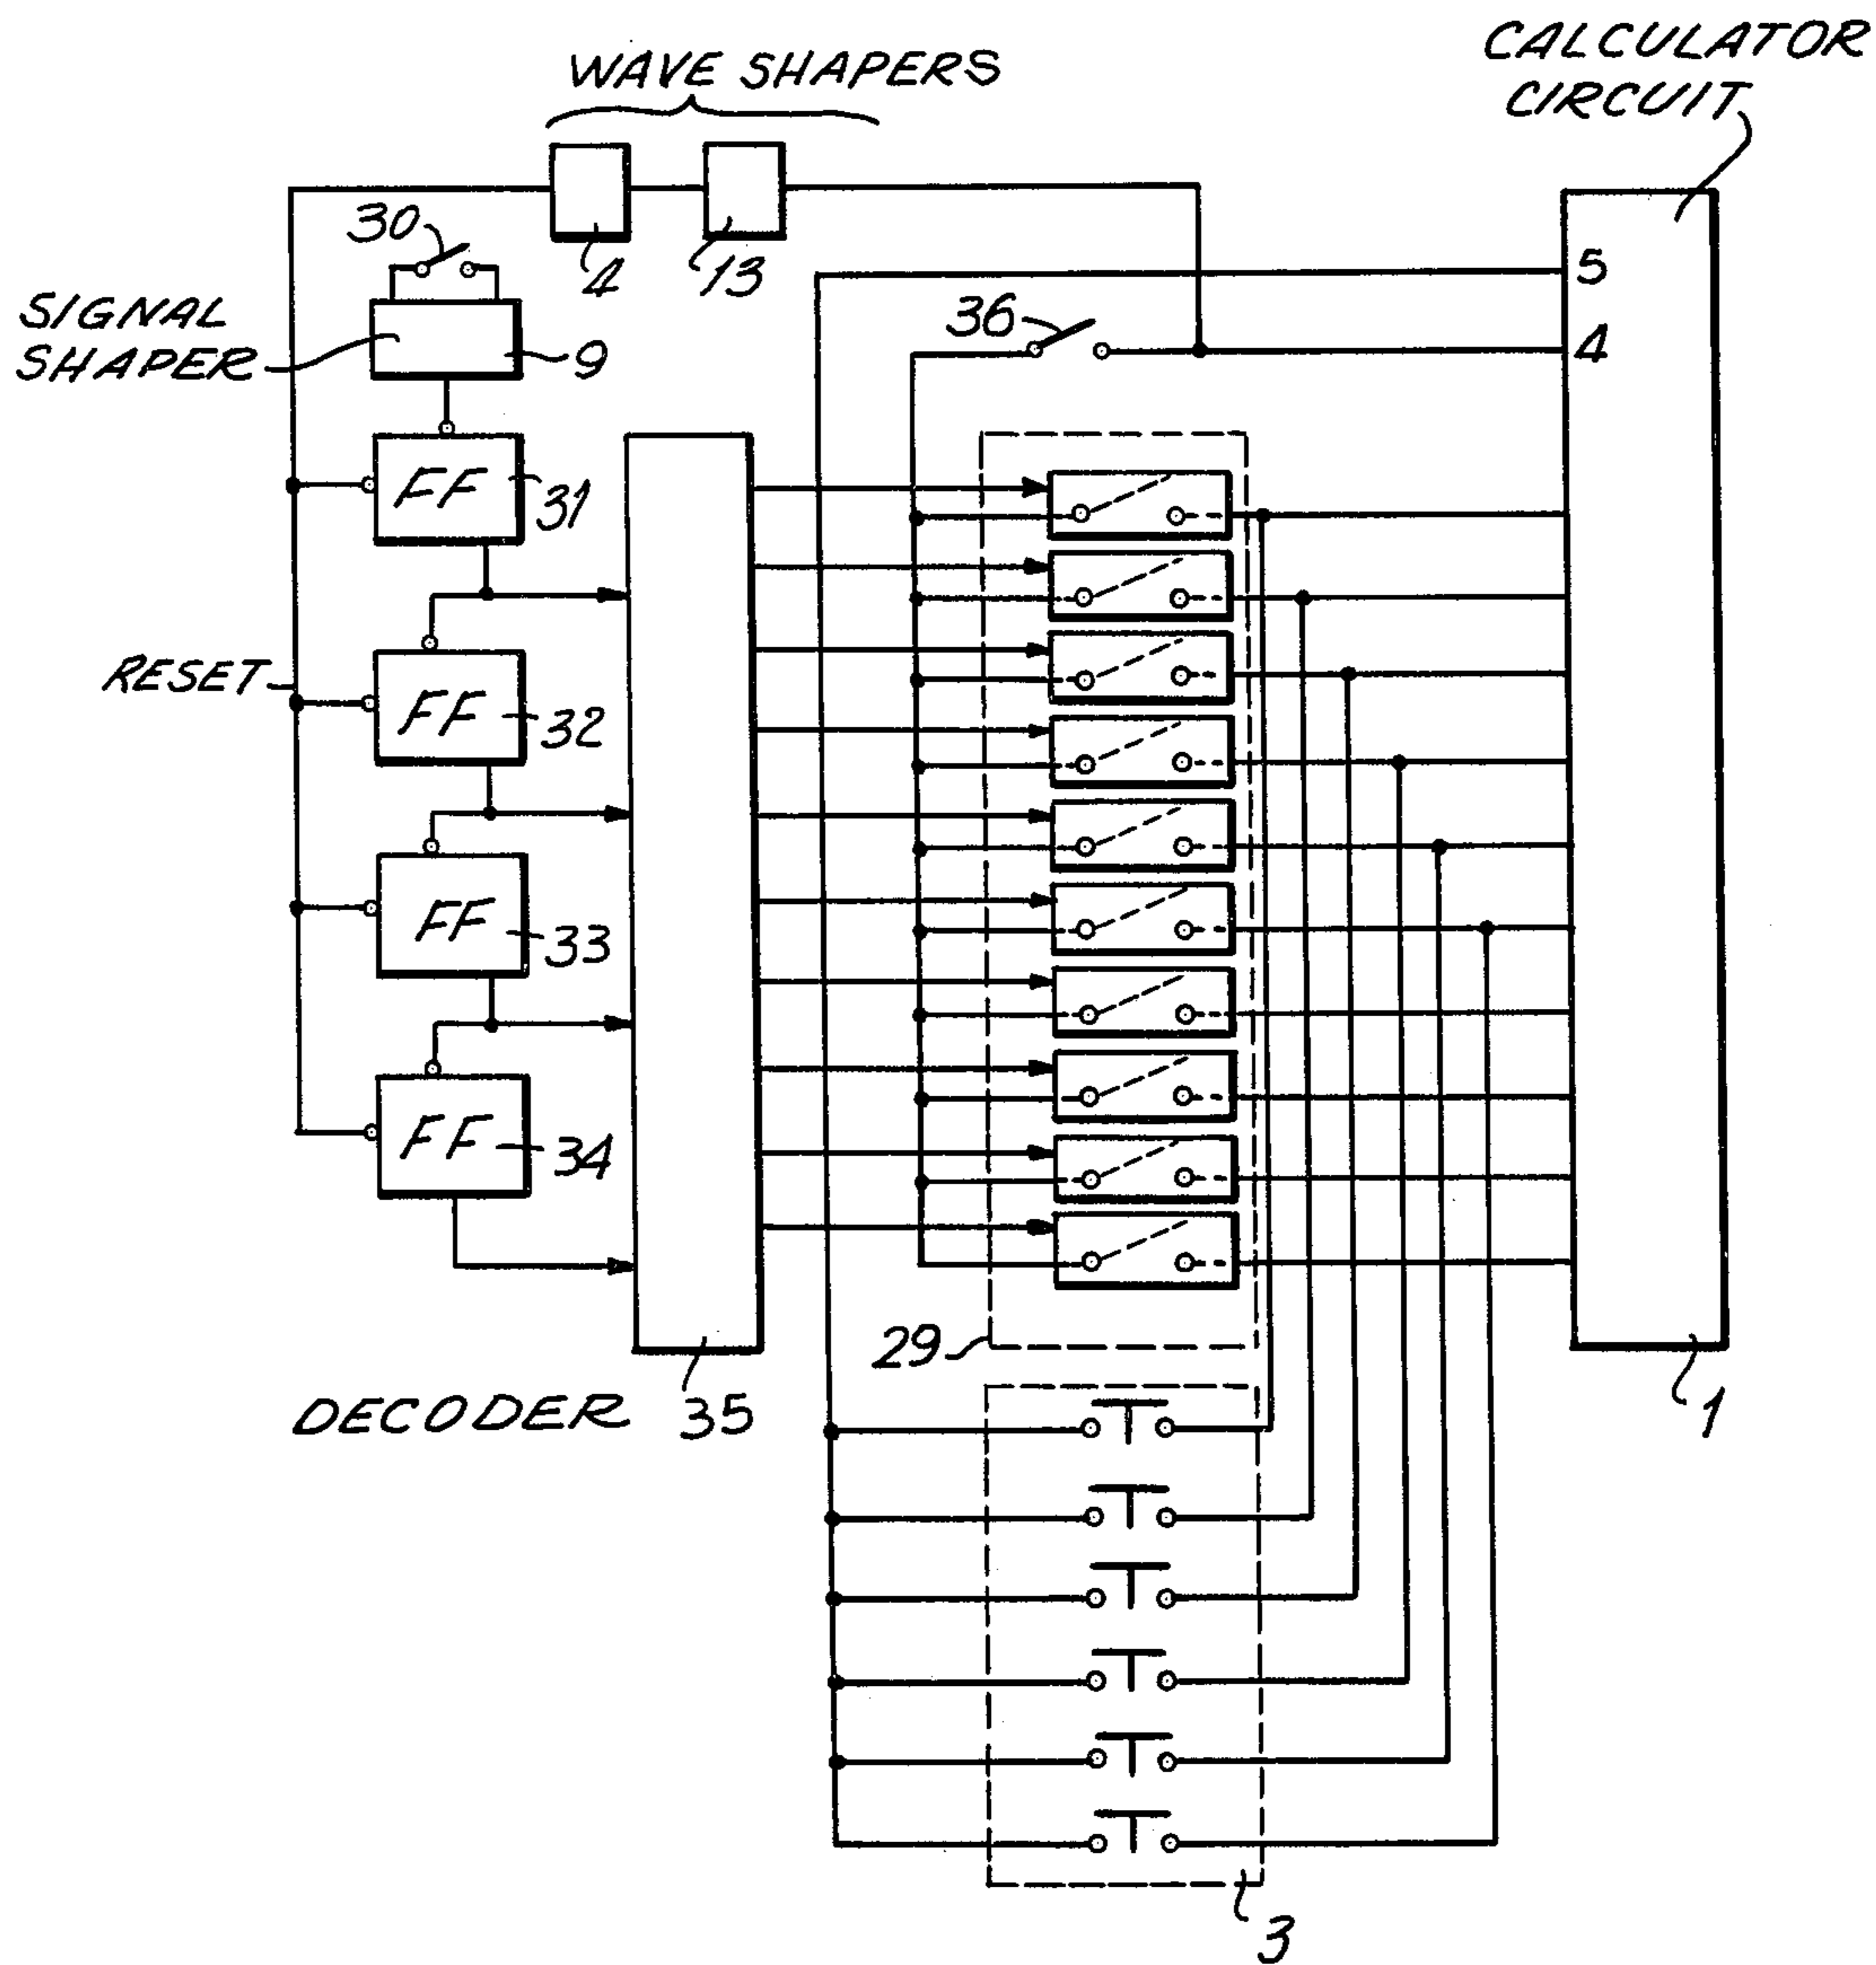 CALCULATOR
CIRCUIT
WAVE SHAPERS
30
4
13
5
SIGNAL
SHAPER
9
36
4
FF
31
RESET
FF
32
FF
33
FF
34
29
DECODER
35
1
3